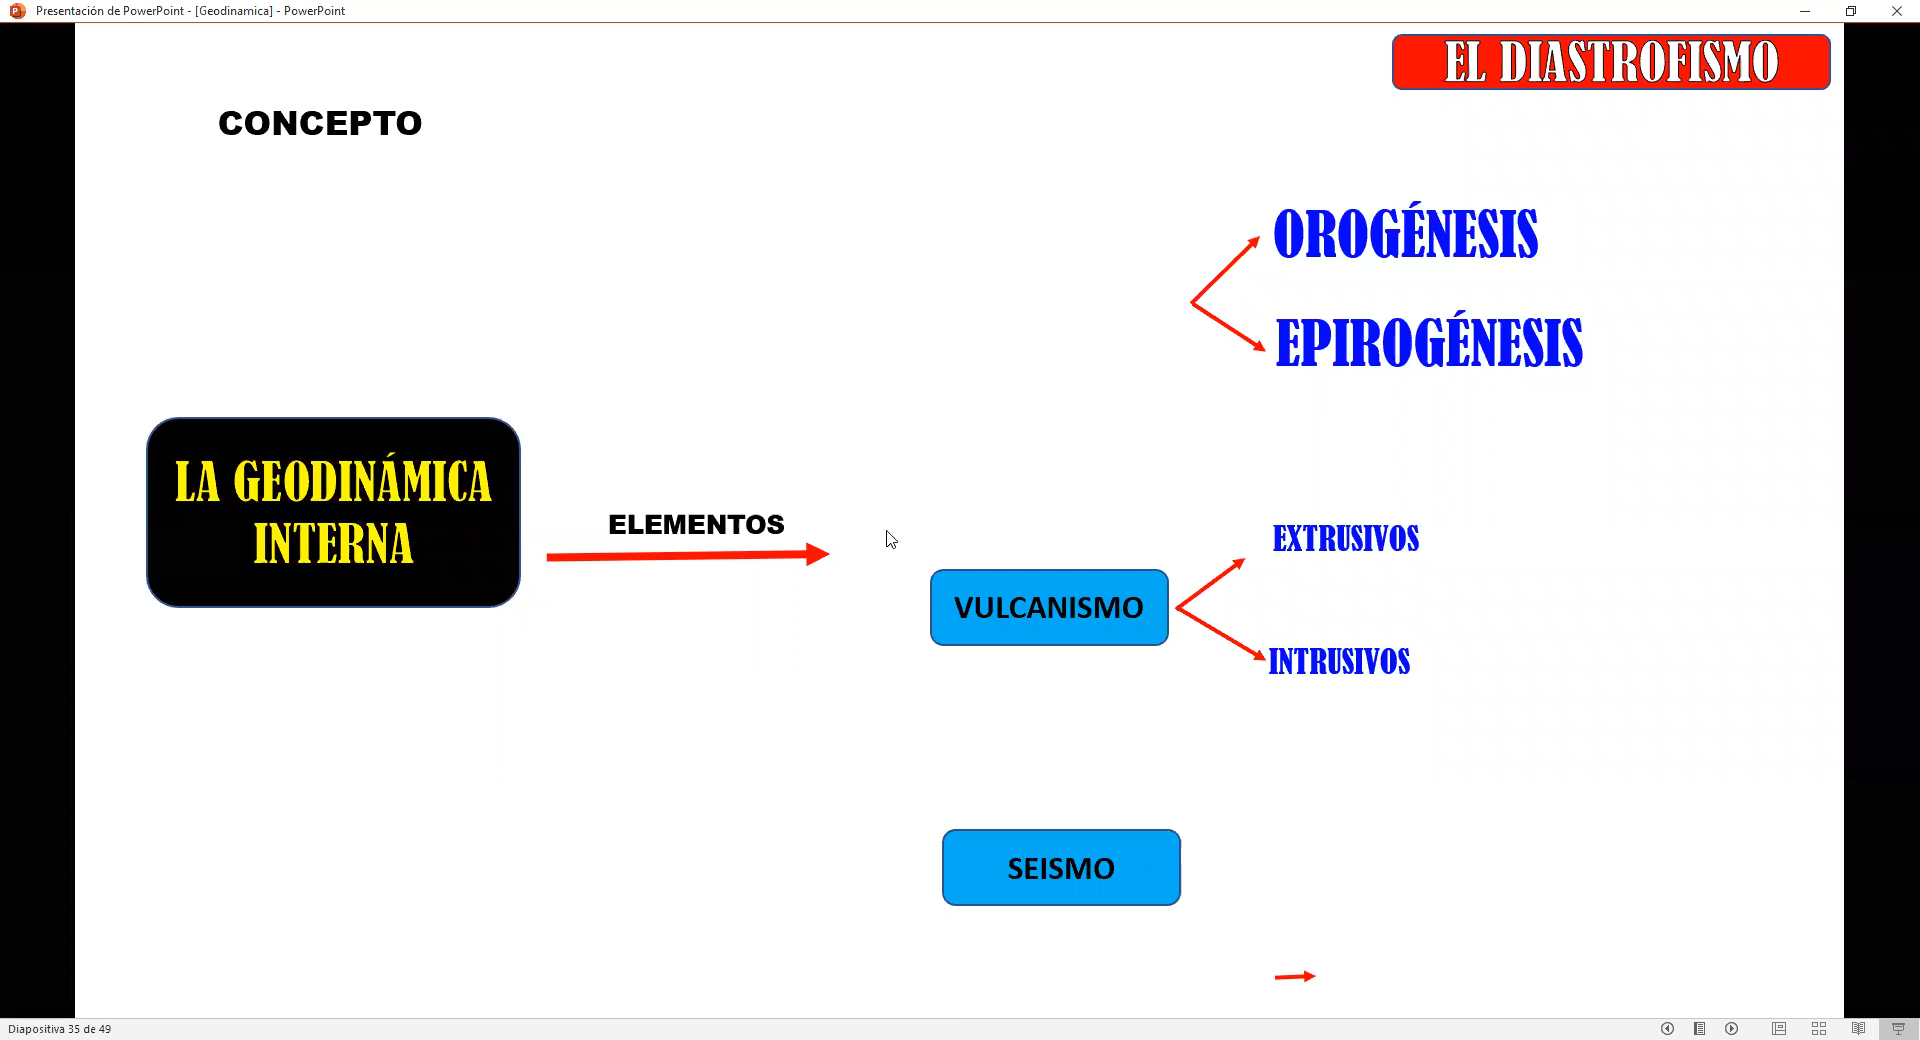 Presentación de PowerPoint - [Geodinamica] - PowerPoint
EL DIASTROFISMO
CONCEPTO
OROGÉNESIS
EPIROGÉNESIS
LA GEODINÁMICA
INTERNA
ELEMENTOS
EXTRUSIVOS
VULCANISMO
INTRUSIVOS
SEISMO
Diapositiva 35 de 49